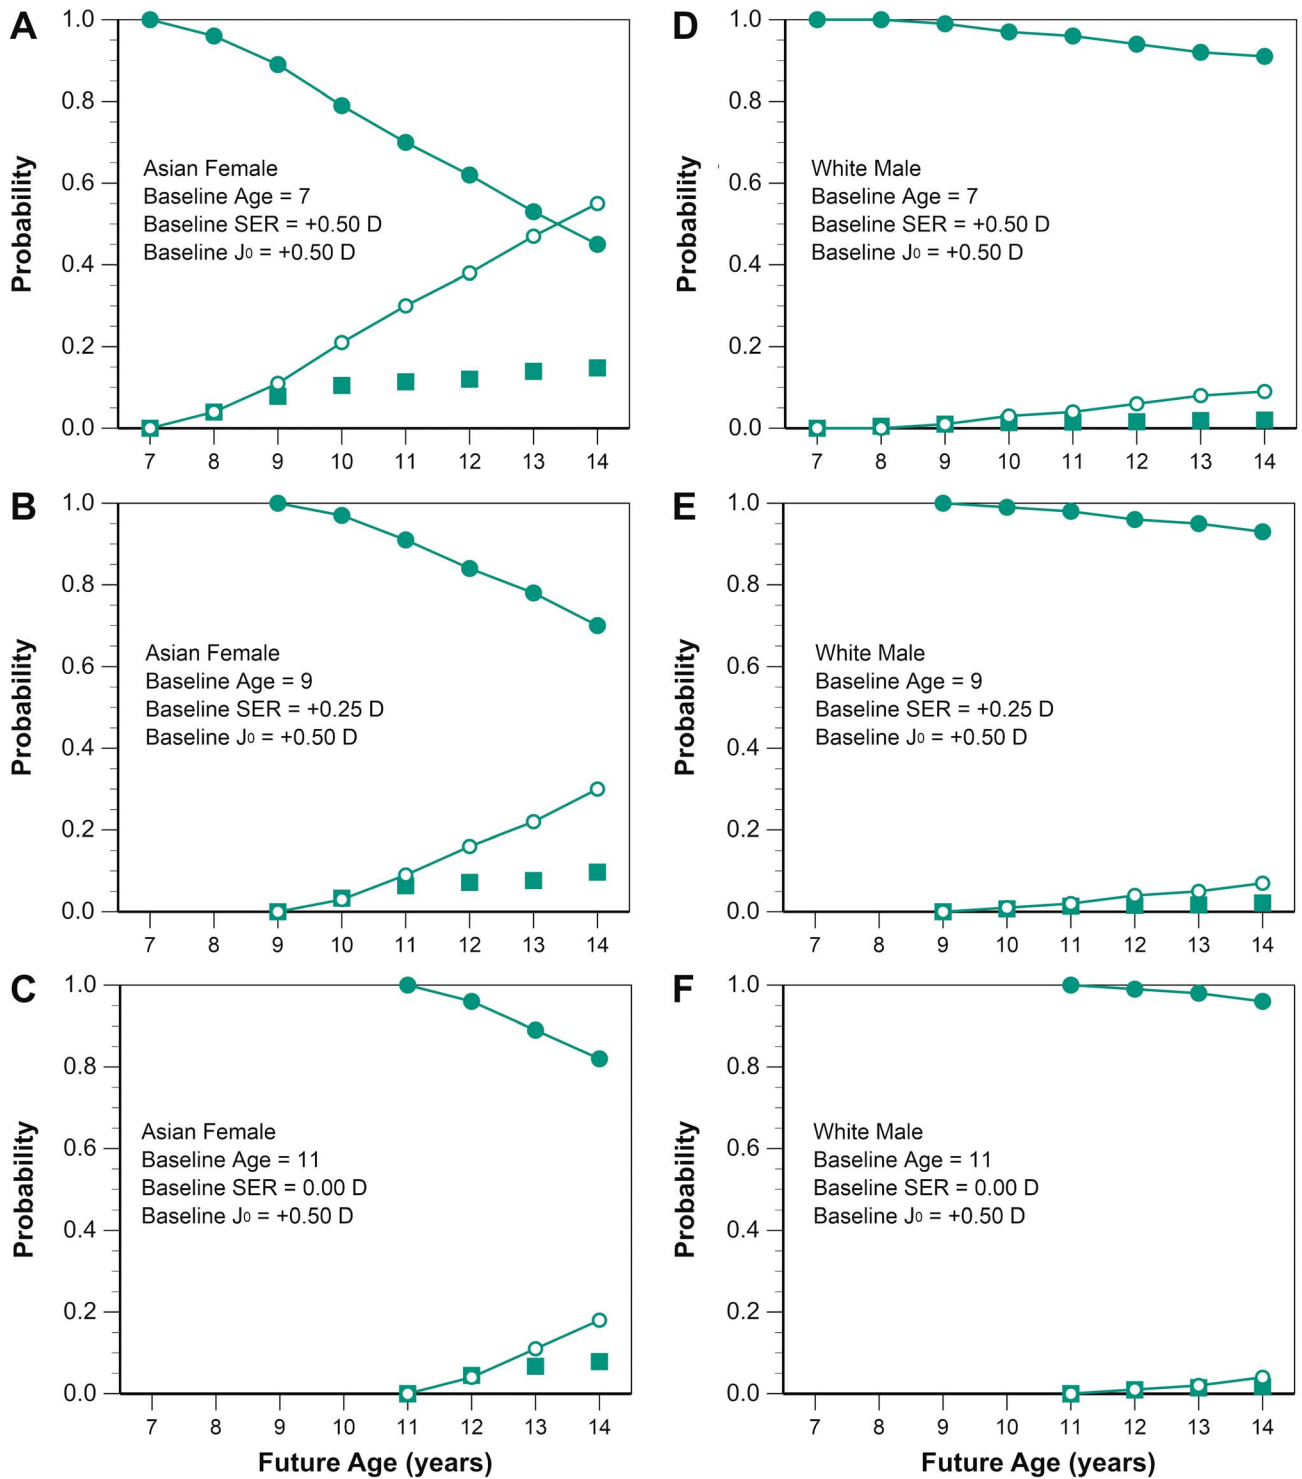 A
1.0
0.8
0.6
0.4
0.2
0.0
Probability
Asian Female
Baseline Age = 7
Baseline SER = +0.50 D
Baseline J0 = +0.50 D
7 8 9 10 11 12 13 14
D
1.0
0.8
0.6
0.4
0.2
0.0
Probability
White Male
Baseline Age = 7
Baseline SER = +0.50 D
Baseline J0 = +0.50 D
7 8 9 10 11 12 13 14
B
1.0
0.8
0.6
0.4
0.2
0.0
Probability
Asian Female
Baseline Age = 9
Baseline SER = +0.25 D
Baseline J0 = +0.50 D
7 8 9 10 11 12 13 14
E
1.0
0.8
0.6
0.4
0.2
0.0
Probability
White Male
Baseline Age = 9
Baseline SER = +0.25 D
Baseline J0 = +0.50 D
7 8 9 10 11 12 13 14
C
1.0
0.8
0.6
0.4
0.2
0.0
Probability
Asian Female
Baseline Age = 11
Baseline SER = 0.00 D
Baseline J0 = +0.50 D
7 8 9 10 11 12 13 14
Future Age (years)
F
1.0
0.8
0.6
0.4
0.2
0.0
Probability
White Male
Baseline Age = 11
Baseline SER = 0.00 D
Baseline J0 = +0.50 D
7 8 9 10 11 12 13 14
Future Age (years)